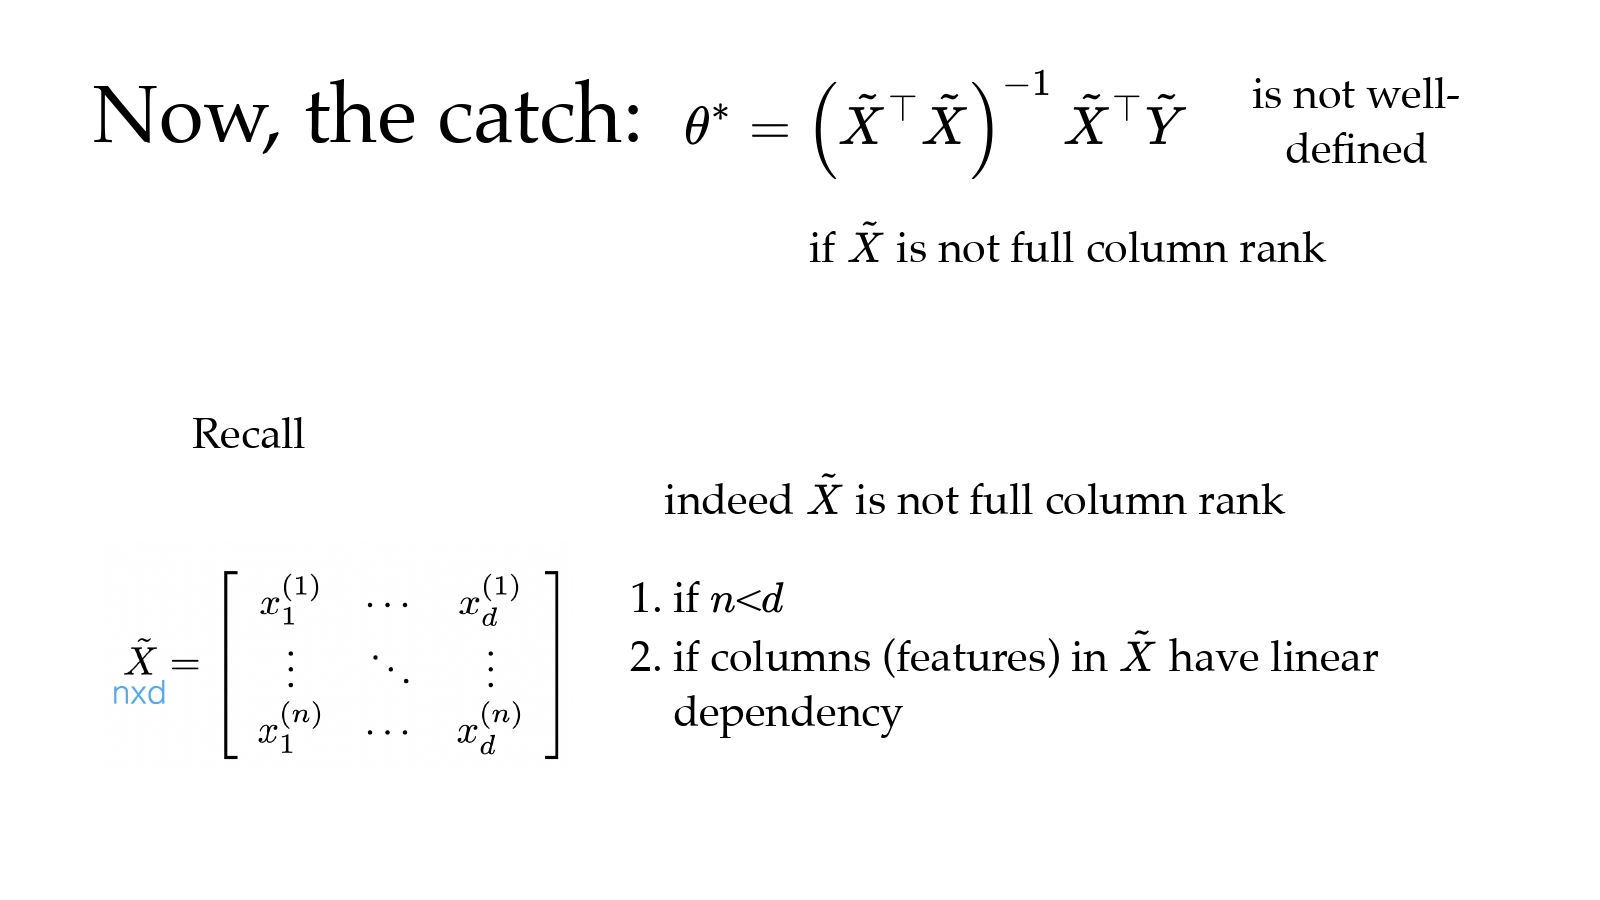 Now, the catch: θ* = (X̃⊤ X̃)⁻¹ X̃⊤Ỹ is not well-
defined
if X̃ is not full column rank
Recall
indeed X̃ is not full column rank
X̃ = [ x₁⁽¹⁾ ⋯ x_d⁽¹⁾
⋮ ⋱ ⋮
x₁⁽ⁿ⁾ ⋯ x_d⁽ⁿ⁾ ]
nxd
1. if n<d
2. if columns (features) in X̃ have linear
dependency